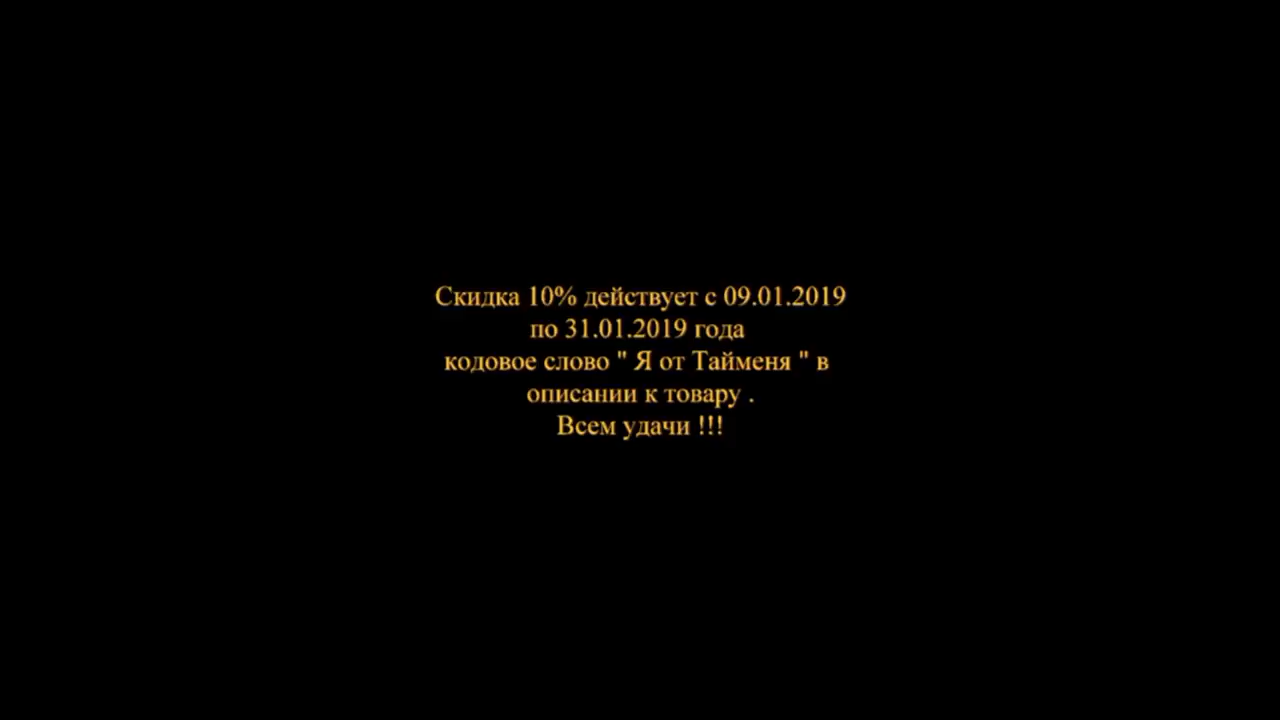 Скидка 10% действует с 09.01.2019
по 31.01.2019 года
кодовое слово " Я от Тайменя " в
описании к товару .
Всем удачи !!!